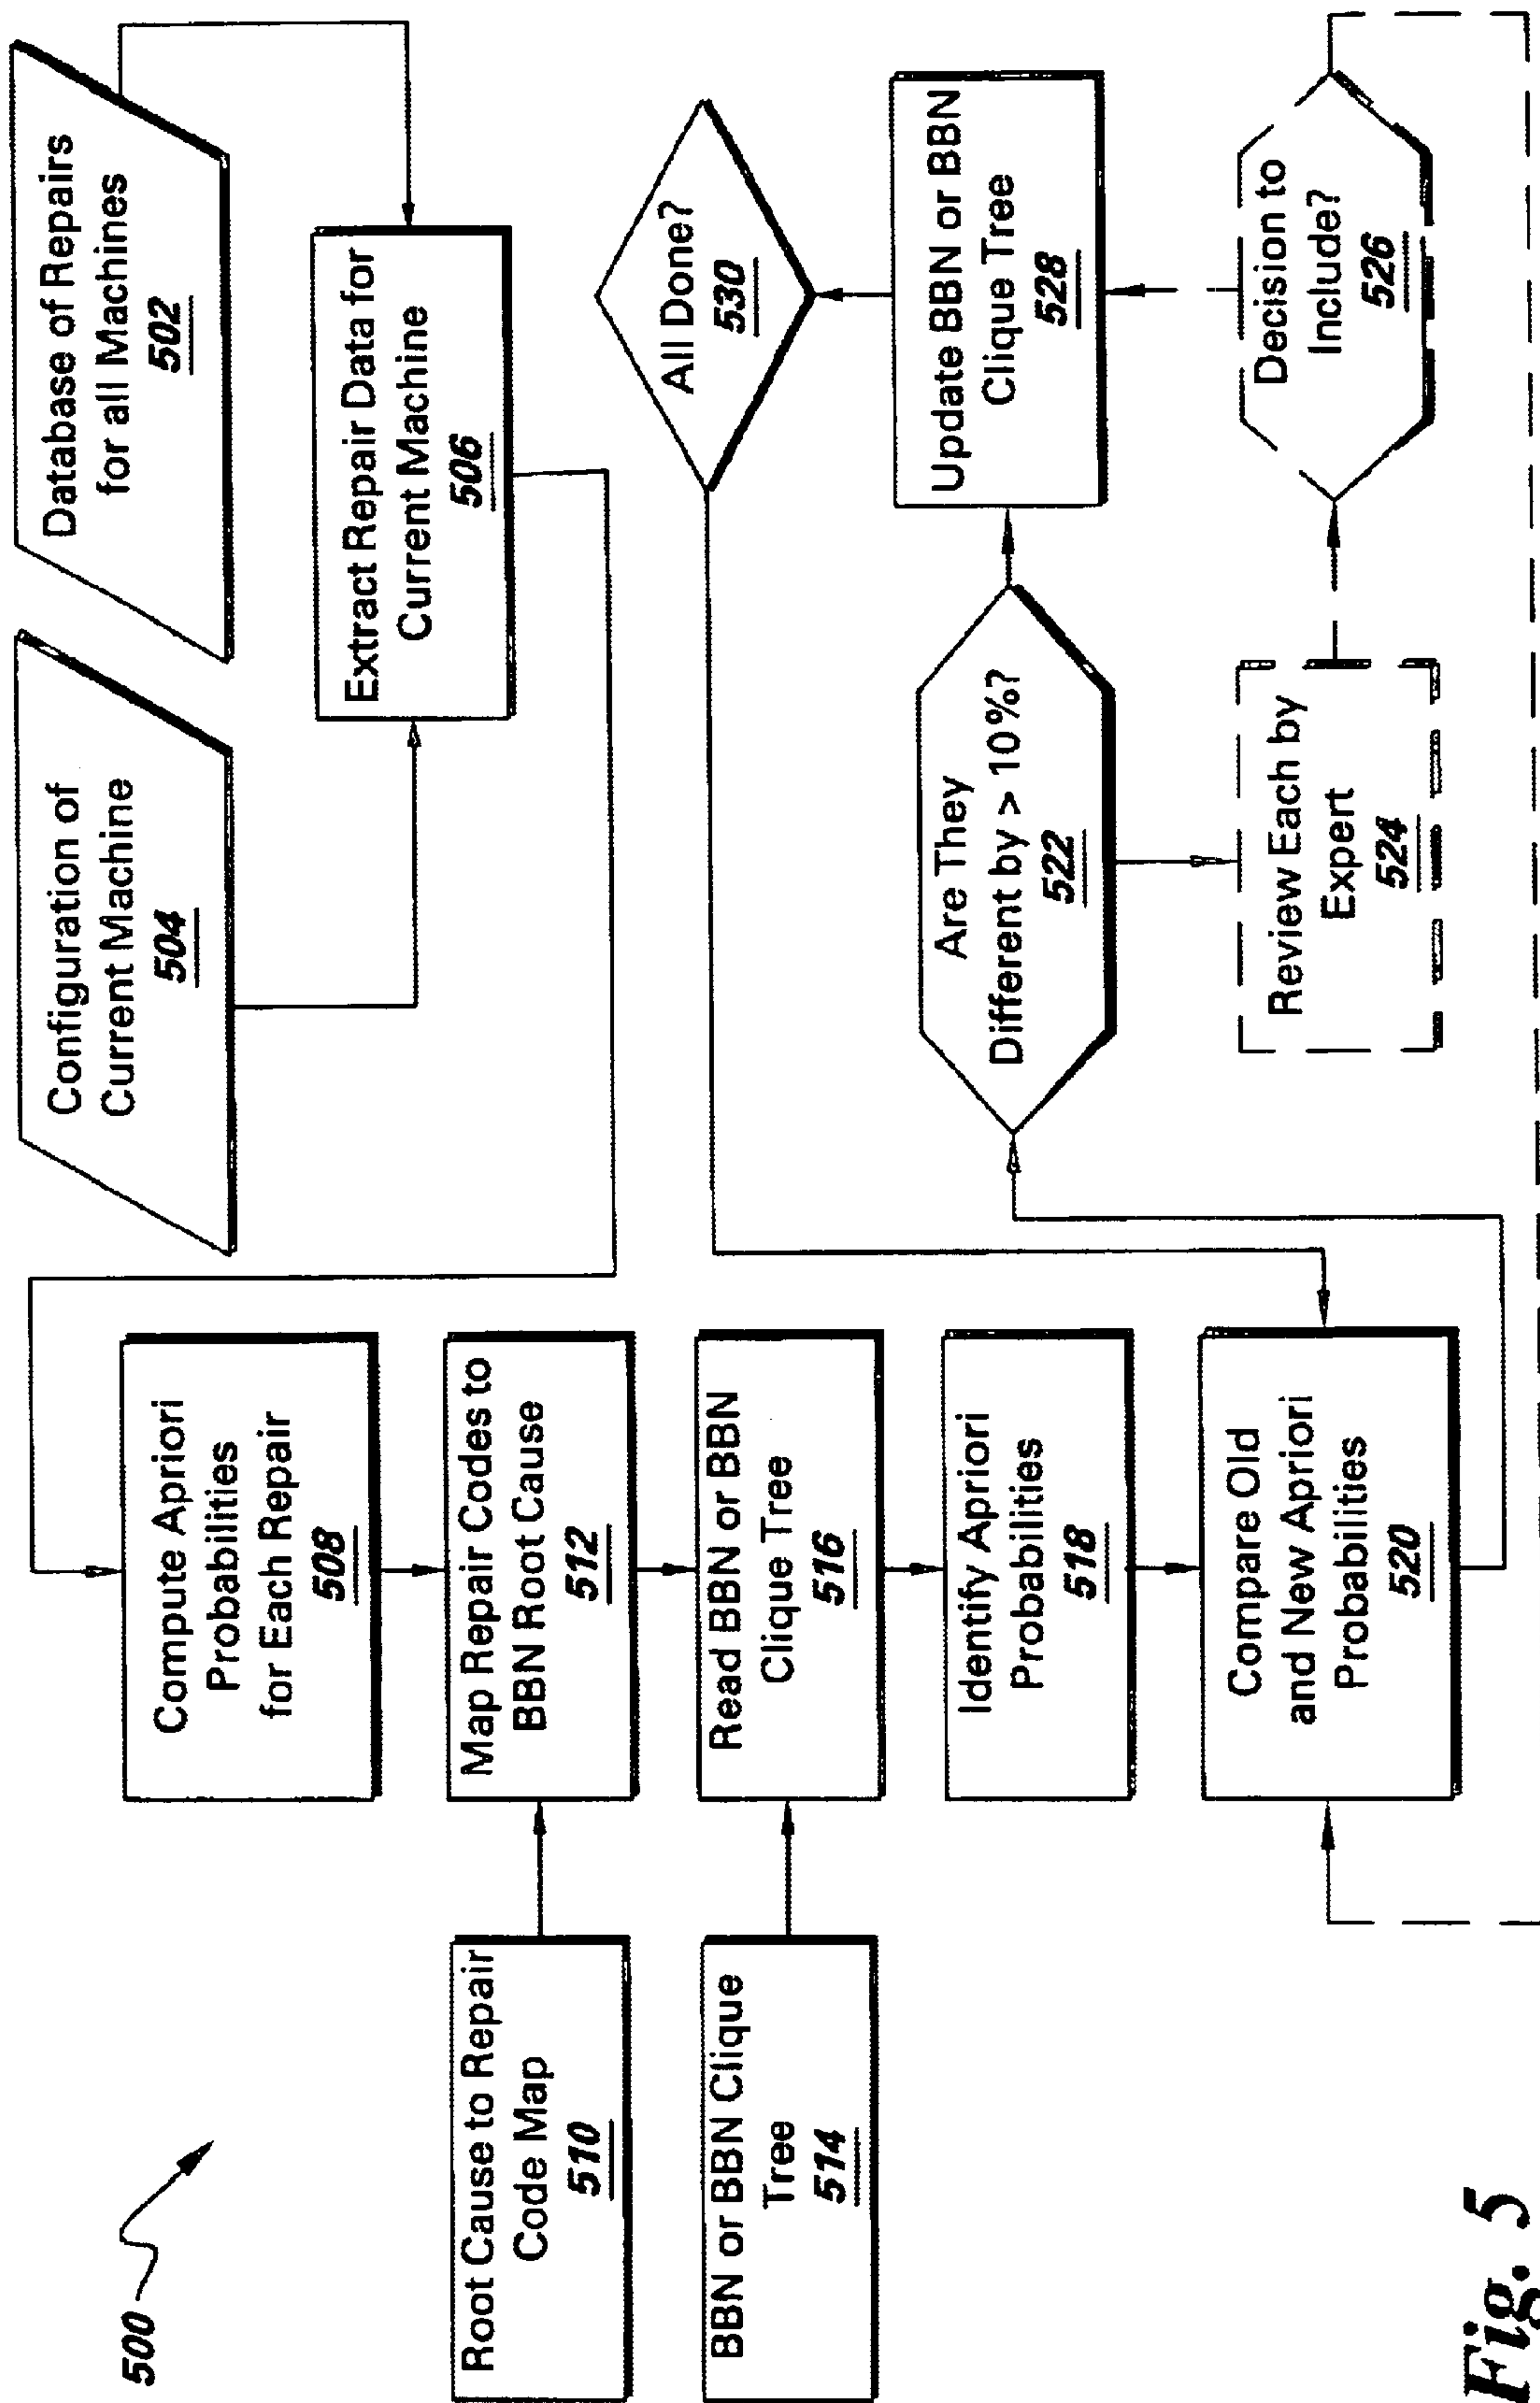 500
Configuration of
Current Machine
504
Database of Repairs
for all Machines
502
Extract Repair Data for
Current Machine
506
Compute Apriori
Probabilities
for Each Repair
508
Root Cause to Repair
Code Map
510
Map Repair Codes to
BBN Root Cause
512
BBN or BBN Clique
Tree
514
Read BBN or BBN
Clique Tree
516
Identify Apriori
Probabilities
518
Compare Old
and New Apriori
Probabilities
520
Are They
Different by > 10%?
522
Review Each by
Expert
524
Decision to
Include?
526
Update BBN or BBN
Clique Tree
528
All Done?
530
Fig. 5